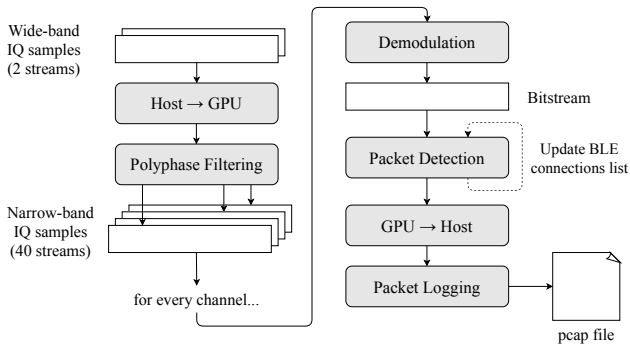 Wide-band
IQ samples
(2 streams)
Host → GPU
Polyphase Filtering
Narrow-band
IQ samples
(40 streams)
for every channel...
Demodulation
Bitstream
Packet Detection
Update BLE
connections list
GPU → Host
Packet Logging
pcap file